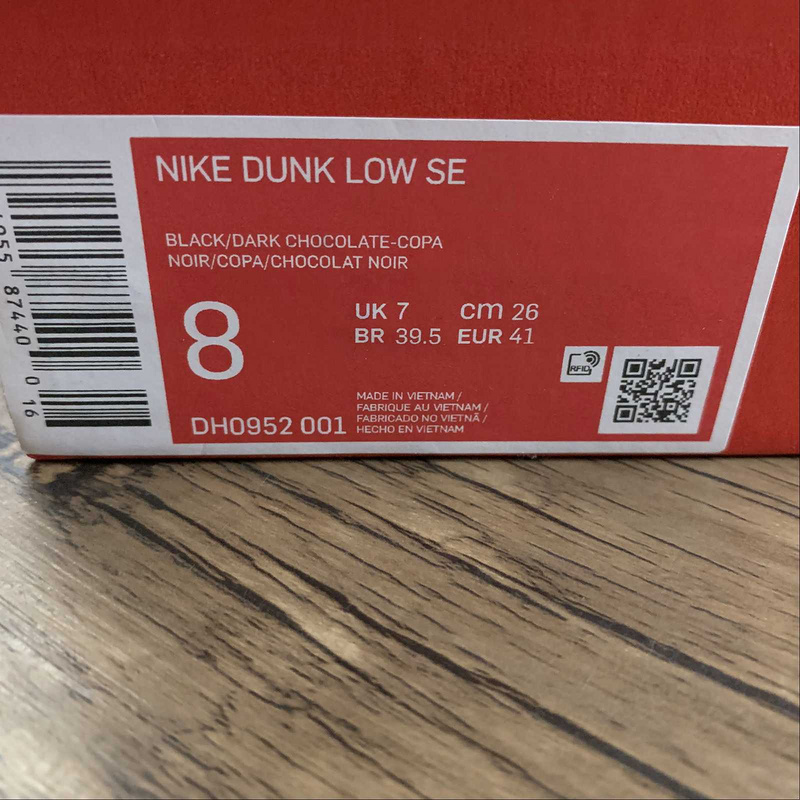 NIKE DUNK LOW SE
BLACK/DARK CHOCOLATE-COPA
NOIR/COPA/CHOCOLAT NOIR
8
UK 7 cm 26
BR 39.5 EUR 41
RFID
DH0952 001
MADE IN VIETNAM /
FABRIQUE AU VIETNAM /
FABRICADO NO VIETNÃ /
HECHO EN VIETNAM
87440 0 16